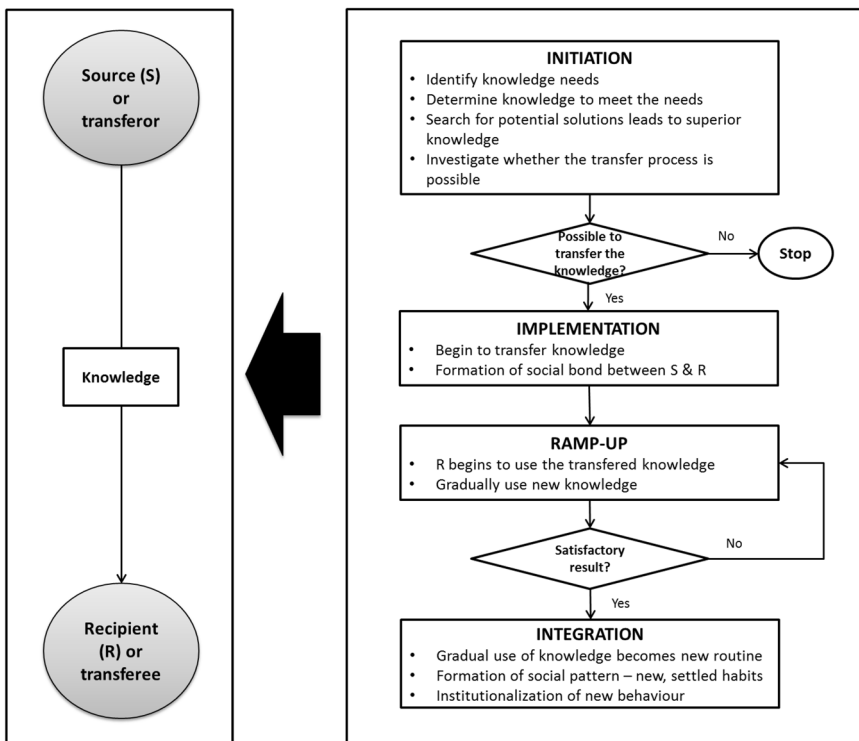 Source (S)
or
transferor
Knowledge
Recipient
(R) or
transferee
INITIATION
• Identify knowledge needs
• Determine knowledge to meet the needs
• Search for potential solutions leads to superior
knowledge
• Investigate whether the transfer process is
possible
Possible to
transfer the
knowledge?
No
Stop
Yes
IMPLEMENTATION
• Begin to transfer knowledge
• Formation of social bond between S & R
RAMP-UP
• R begins to use the transfered knowledge
• Gradually use new knowledge
Satisfactory
result?
No
Yes
INTEGRATION
• Gradual use of knowledge becomes new routine
• Formation of social pattern – new, settled habits
• Institutionalization of new behaviour